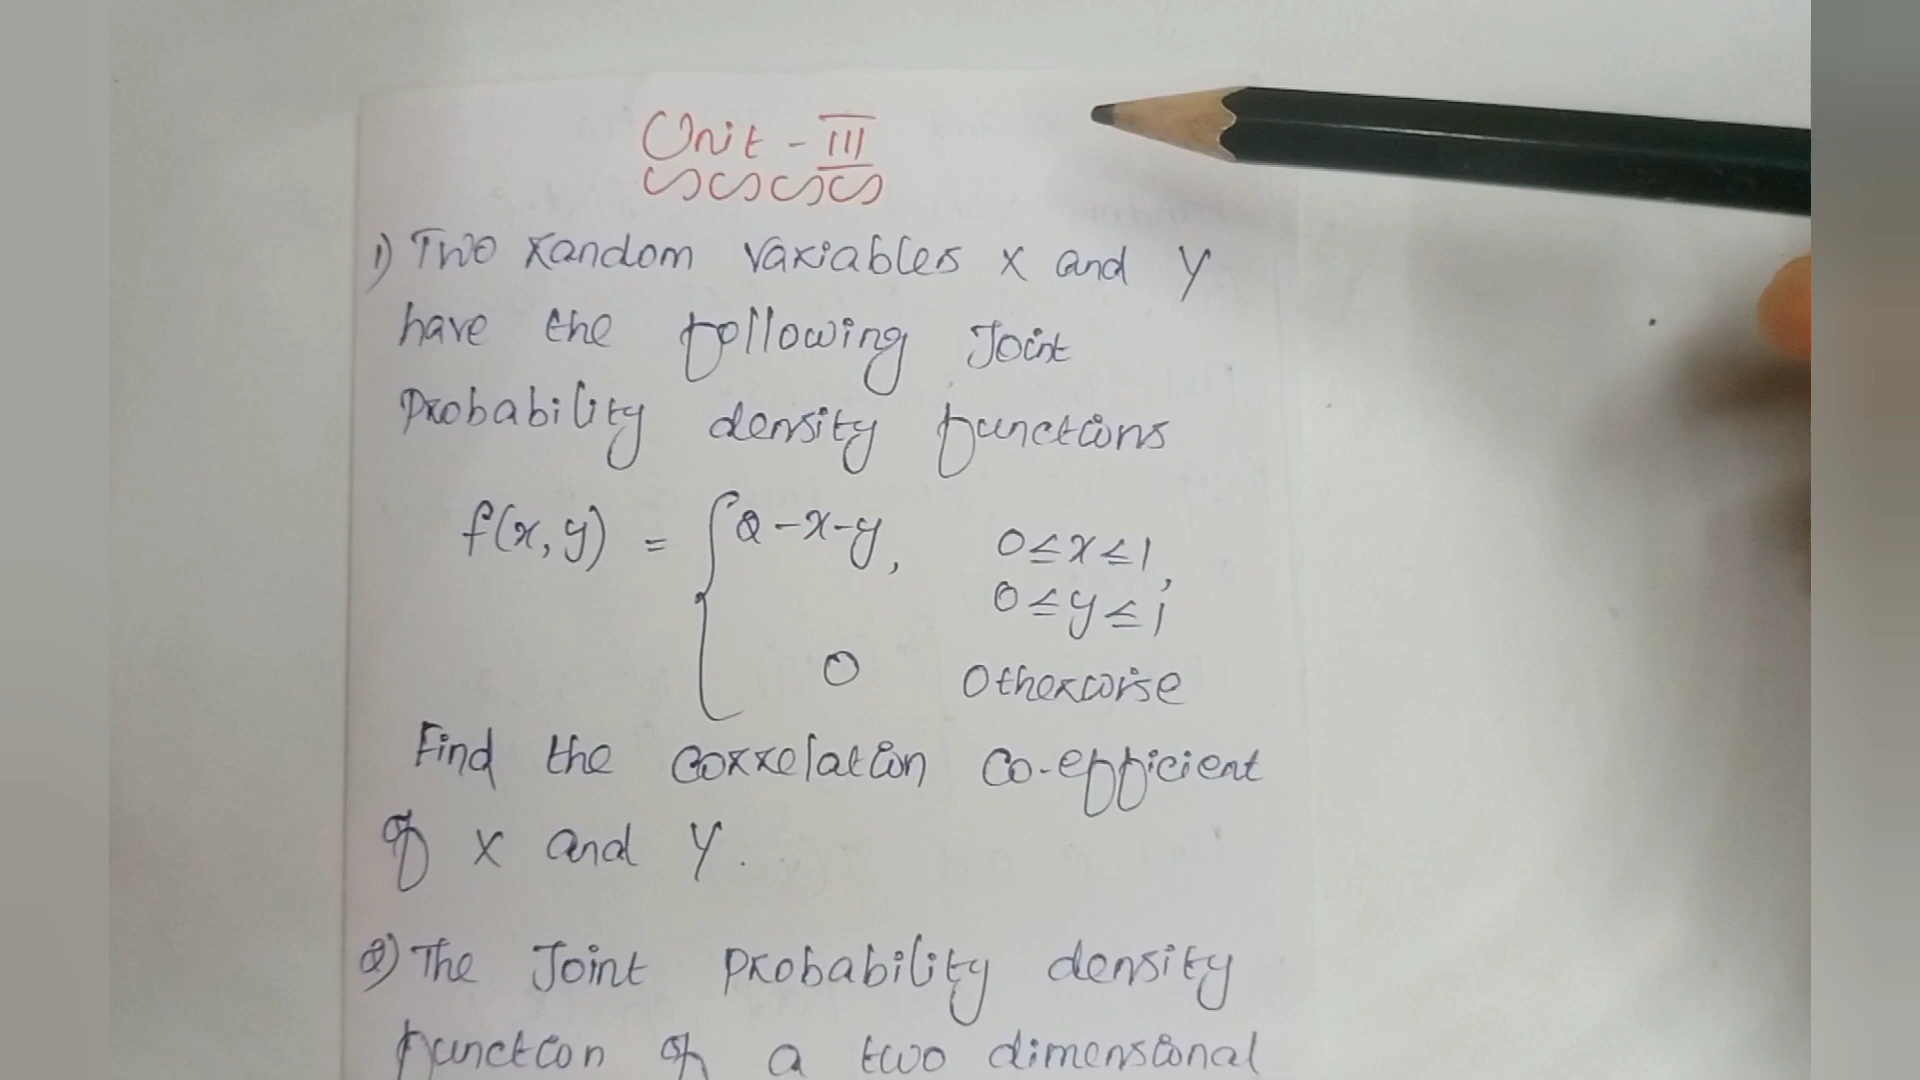 Unit - III
1) Two random variables X and Y
have the following Joint
Probability density functions
f(x, y) = { 2 - x - y, 0 ≤ x ≤ 1,
0 ≤ y ≤ 1
0 Otherwise
Find the correlation co-efficient
of X and Y.
2) The Joint Probability density
function of a two dimensional